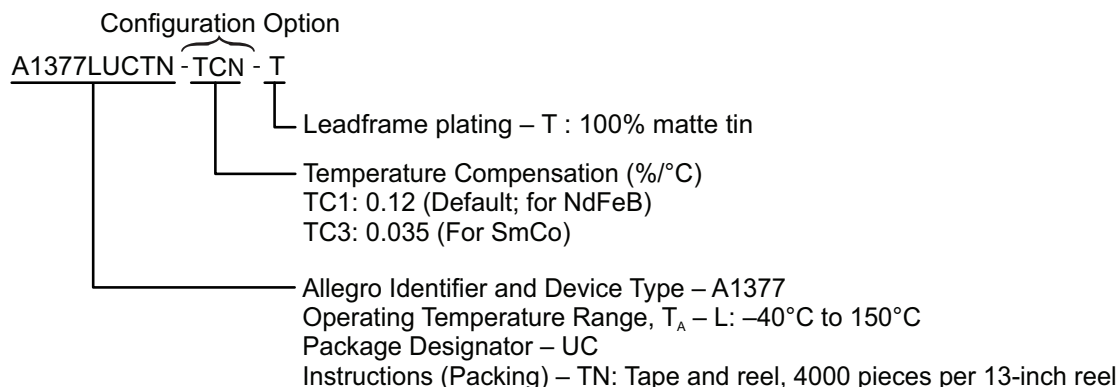 Configuration Option
A1377LUCTN - TCN - T
Leadframe plating – T : 100% matte tin
Temperature Compensation (%/°C)
TC1: 0.12 (Default; for NdFeB)
TC3: 0.035 (For SmCo)
Allegro Identifier and Device Type – A1377
Operating Temperature Range, TA – L: –40°C to 150°C
Package Designator – UC
Instructions (Packing) – TN: Tape and reel, 4000 pieces per 13-inch reel